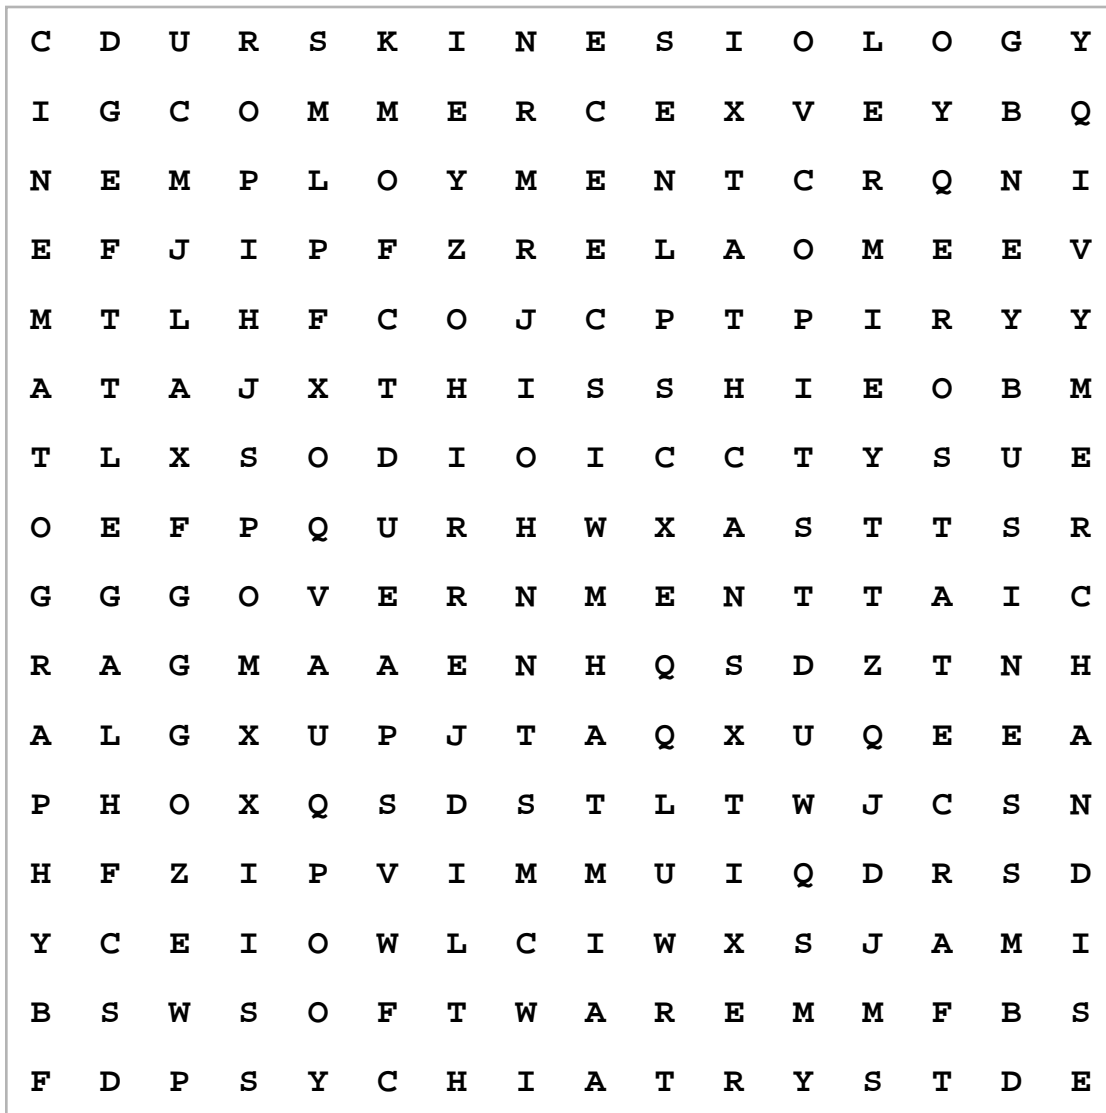 C D U R S K I N E S I O L O G Y
I G C O M M E R C E X V E Y B Q
N E M P L O Y M E N T C R Q N I
E F J I P F Z R E L A O M E E V
M T L H F C O J C P T P I R Y Y
A T A J X T H I S S H I E O B M
T L X S O D I O I C C T Y S U E
O E F P Q U R H W X A S T T S R
G G G O V E R N M E N T T A I C
R A G M A A E N H Q S D Z T N H
A L G X U P J T A Q X U Q E E A
P H O X Q S D S T L T W J C S N
H F Z I P V I M M U I Q D R S D
Y C E I O W L C I W X S J A M I
B S W S O F T W A R E M M F B S
F D P S Y C H I A T R Y S T D E